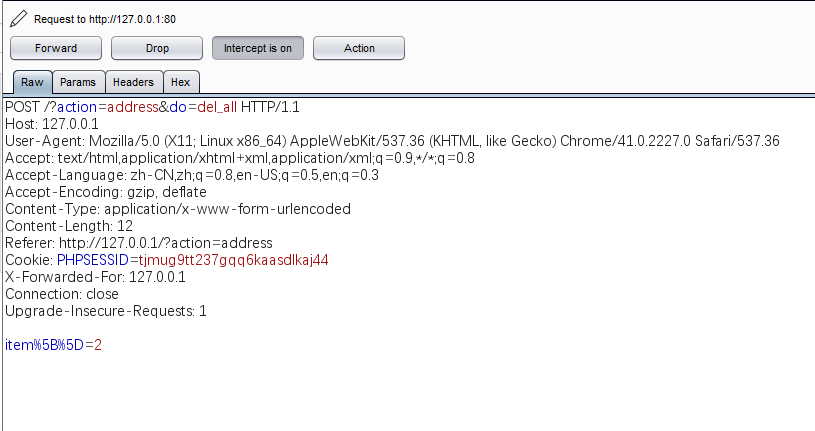 Request to http://127.0.0.1:80
Forward Drop Intercept is on Action
Raw Params Headers Hex
POST /?action=address&do=del_all HTTP/1.1
Host: 127.0.0.1
User-Agent: Mozilla/5.0 (X11; Linux x86_64) AppleWebKit/537.36 (KHTML, like Gecko) Chrome/41.0.2227.0 Safari/537.36
Accept: text/html,application/xhtml+xml,application/xml;q=0.9,*/*;q=0.8
Accept-Language: zh-CN,zh;q=0.8,en-US;q=0.5,en;q=0.3
Accept-Encoding: gzip, deflate
Content-Type: application/x-www-form-urlencoded
Content-Length: 12
Referer: http://127.0.0.1/?action=address
Cookie: PHPSESSID=tjmug9tt237gqq6kaasdlkaj44
X-Forwarded-For: 127.0.0.1
Connection: close
Upgrade-Insecure-Requests: 1
item%5B%5D=2